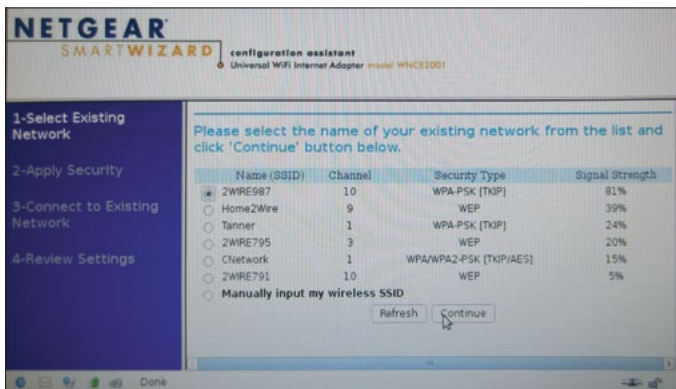 NETGEAR
SMARTWIZARD
configuration assistant
Universal WiFi Internet Adapter model WNCE2001
1-Select Existing Network
2-Apply Security
3-Connect to Existing Network
4-Review Settings
Please select the name of your existing network from the list and
click 'Continue' button below.
Name (SSID) Channel Security Type Signal Strength
2WIRE987 10 WPA-PSK [TKIP] 81%
Home2Wire 9 WEP 39%
Tanner 1 WPA-PSK [TKIP] 24%
2WIRE795 3 WEP 20%
CNetwork 1 WPA/WPA2-PSK [TKIP/AES] 15%
2WIRE791 10 WEP 5%
Manually input my wireless SSID
Refresh Continue
Done